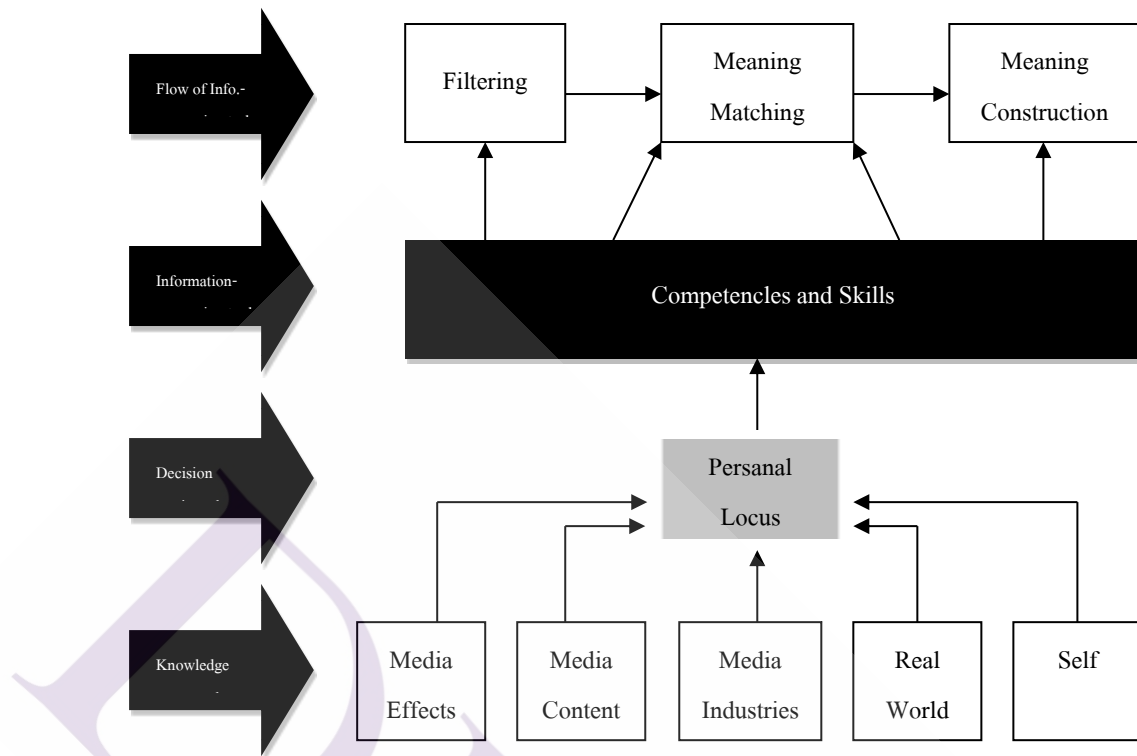 Flow of Info.-
Filtering
Meaning
Matching
Meaning
Construction
Information-
Competencles and Skills
Decision
Persanal
Locus
Knowledge
Media
Effects
Media
Content
Media
Industries
Real
World
Self